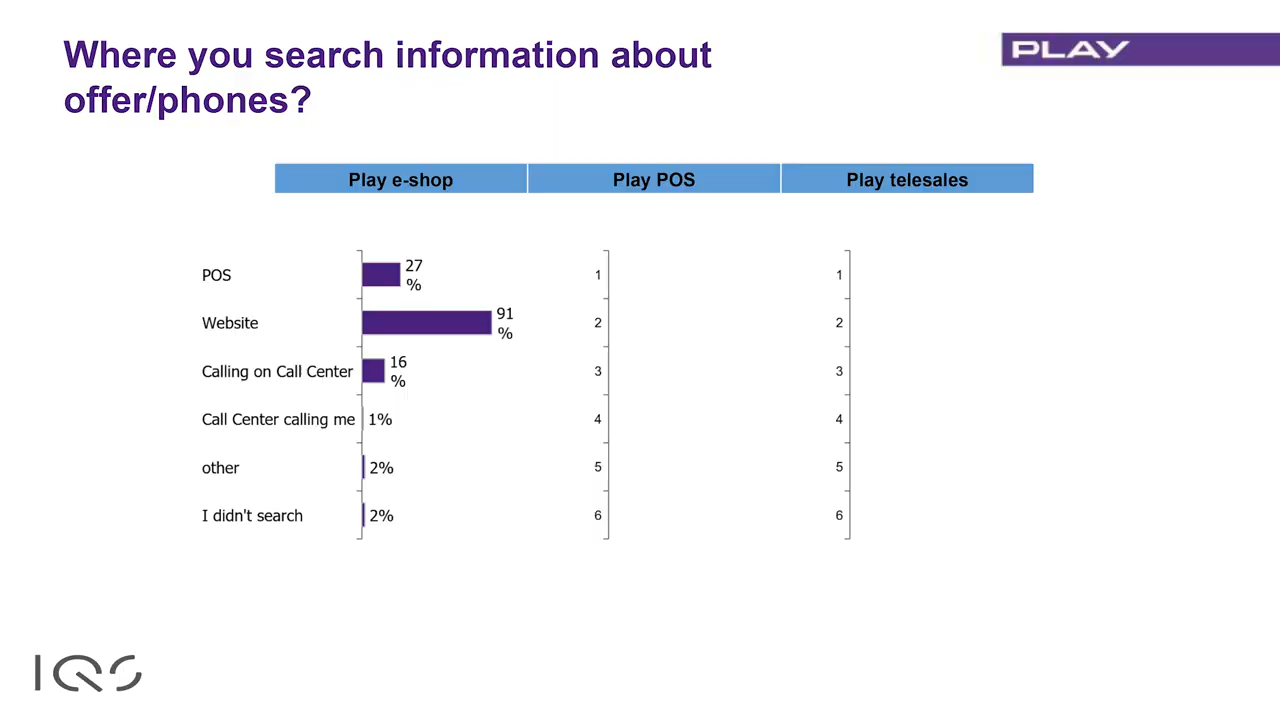 Where you search information about
offer/phones?
PLAY
Play e-shop
Play POS
Play telesales
POS
27
%
1
1
Website
91
%
2
2
Calling on Call Center
16
%
3
3
Call Center calling me
1%
4
4
other
2%
5
5
I didn't search
2%
6
6
IQS